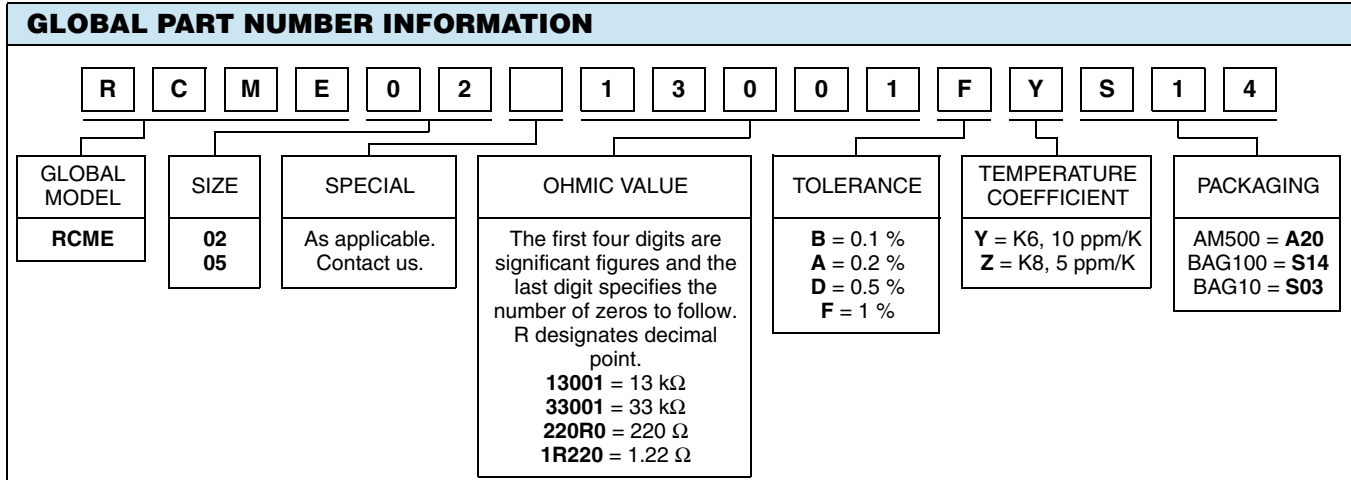 GLOBAL PART NUMBER INFORMATION
R C M E 0 2 1 3 0 0 1 F Y S 1 4
GLOBAL
MODEL
RCME
SIZE
02
05
SPECIAL
As applicable.
Contact us.
OHMIC VALUE
The first four digits are
significant figures and the
last digit specifies the
number of zeros to follow.
R designates decimal
point.
13001 = 13 kΩ
33001 = 33 kΩ
220R0 = 220 Ω
1R220 = 1.22 Ω
TOLERANCE
B = 0.1 %
A = 0.2 %
D = 0.5 %
F = 1 %
TEMPERATURE
COEFFICIENT
Y = K6, 10 ppm/K
Z = K8, 5 ppm/K
PACKAGING
AM500 = A20
BAG100 = S14
BAG10 = S03